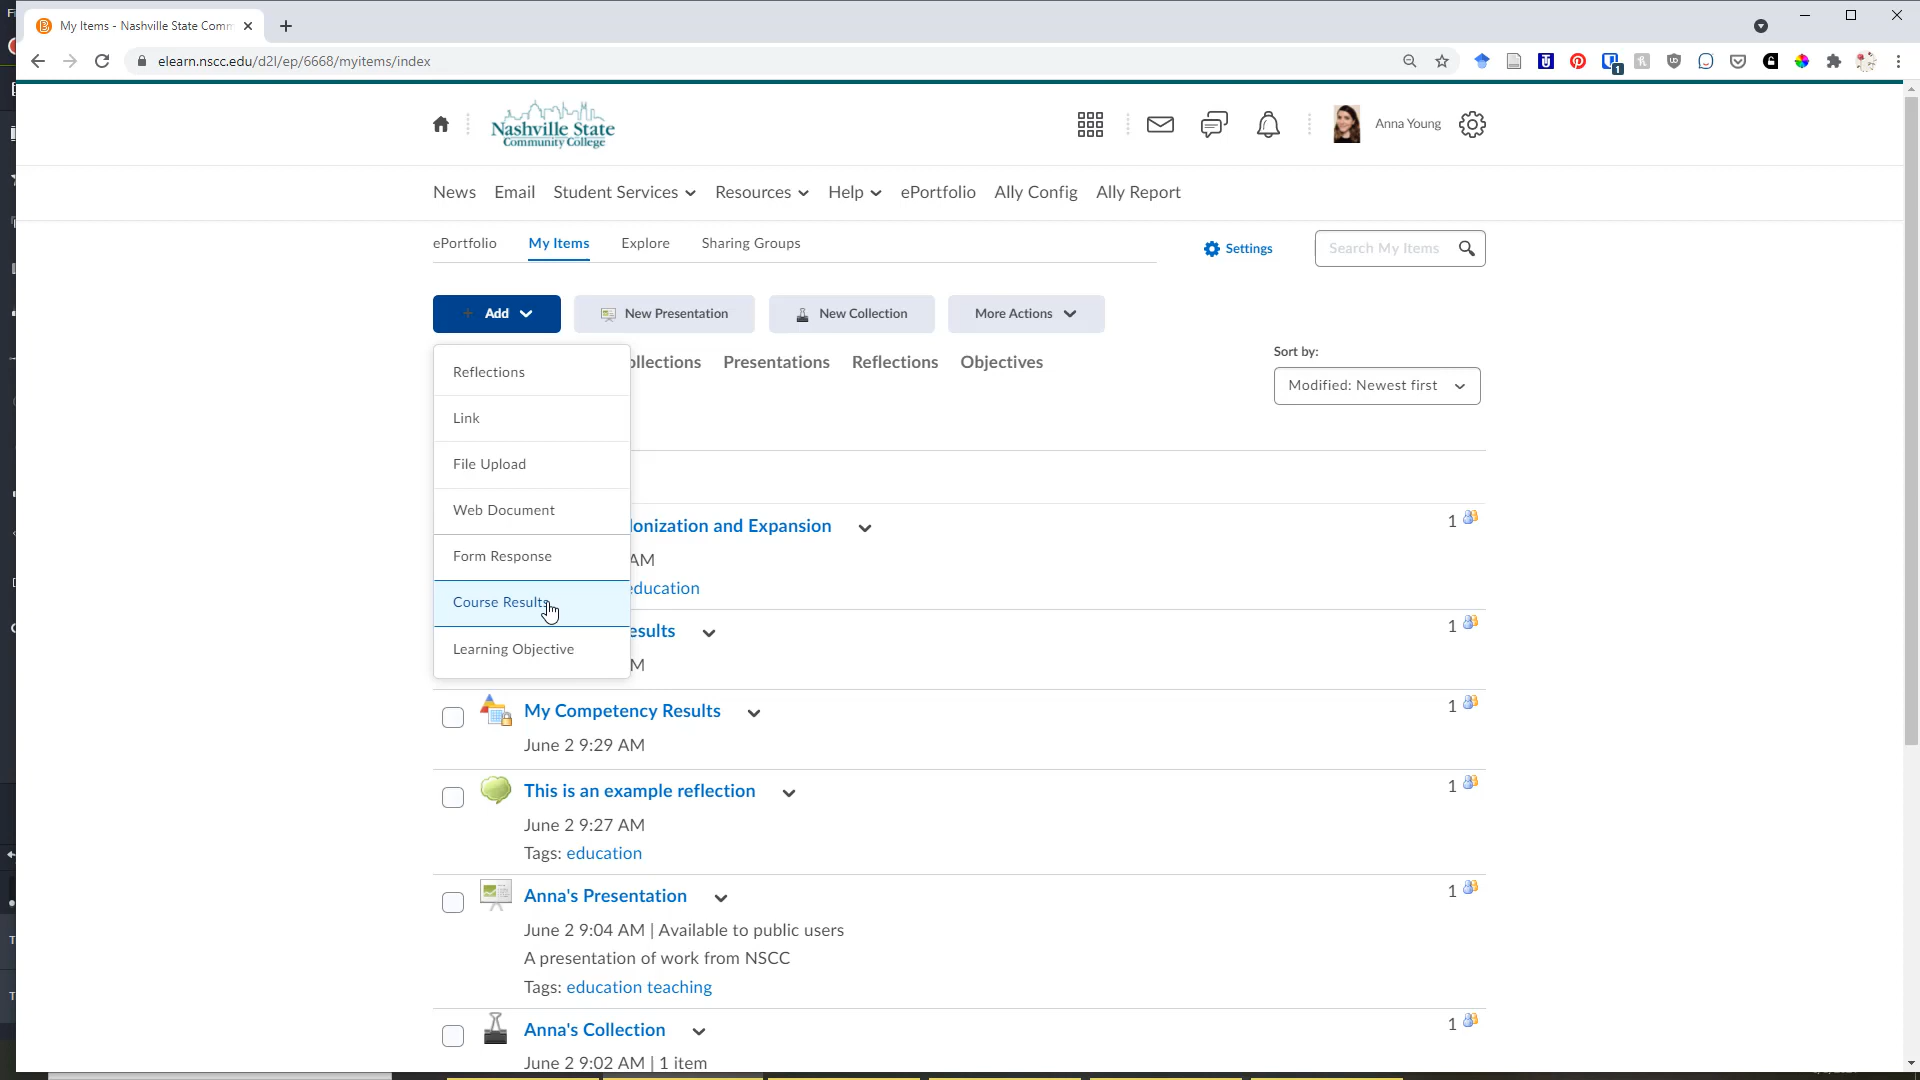 My Items - Nashville State Comm
elearn.nscc.edu/d2l/ep/6668/myitems/index
1
Nashville State
Community College
Anna Young
News Email Student Services Resources Help ePortfolio Ally Config Ally Report
ePortfolio My Items Explore Sharing Groups
Settings
Search My Items
Add
New Presentation
New Collection
More Actions
Reflections
Link
File Upload
Web Document
Form Response
Course Results
Learning Objective
ollections Presentations Reflections Objectives
Sort by:
Modified: Newest first
lonization and Expansion
1
AM
education
esults
1
M
My Competency Results
1
June 2 9:29 AM
This is an example reflection
1
June 2 9:27 AM
Tags: education
Anna's Presentation
1
June 2 9:04 AM | Available to public users
A presentation of work from NSCC
Tags: education teaching
Anna's Collection
1
June 2 9:02 AM | 1 item